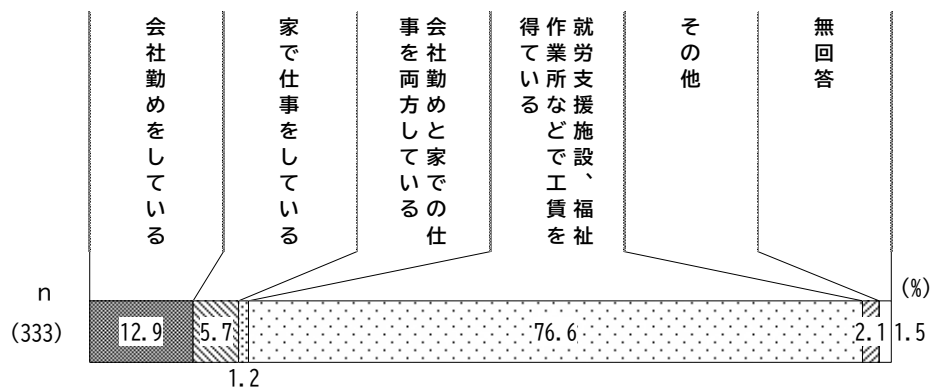 会社勤めをしている
家で仕事をしている
会社勤めと家での仕
事を両方している
就労支援施設、福祉
作業所などで工賃を
得ている
その他
無回答
(%)
n
(333)
12.9
5.7
1.2
76.6
2.1
1.5